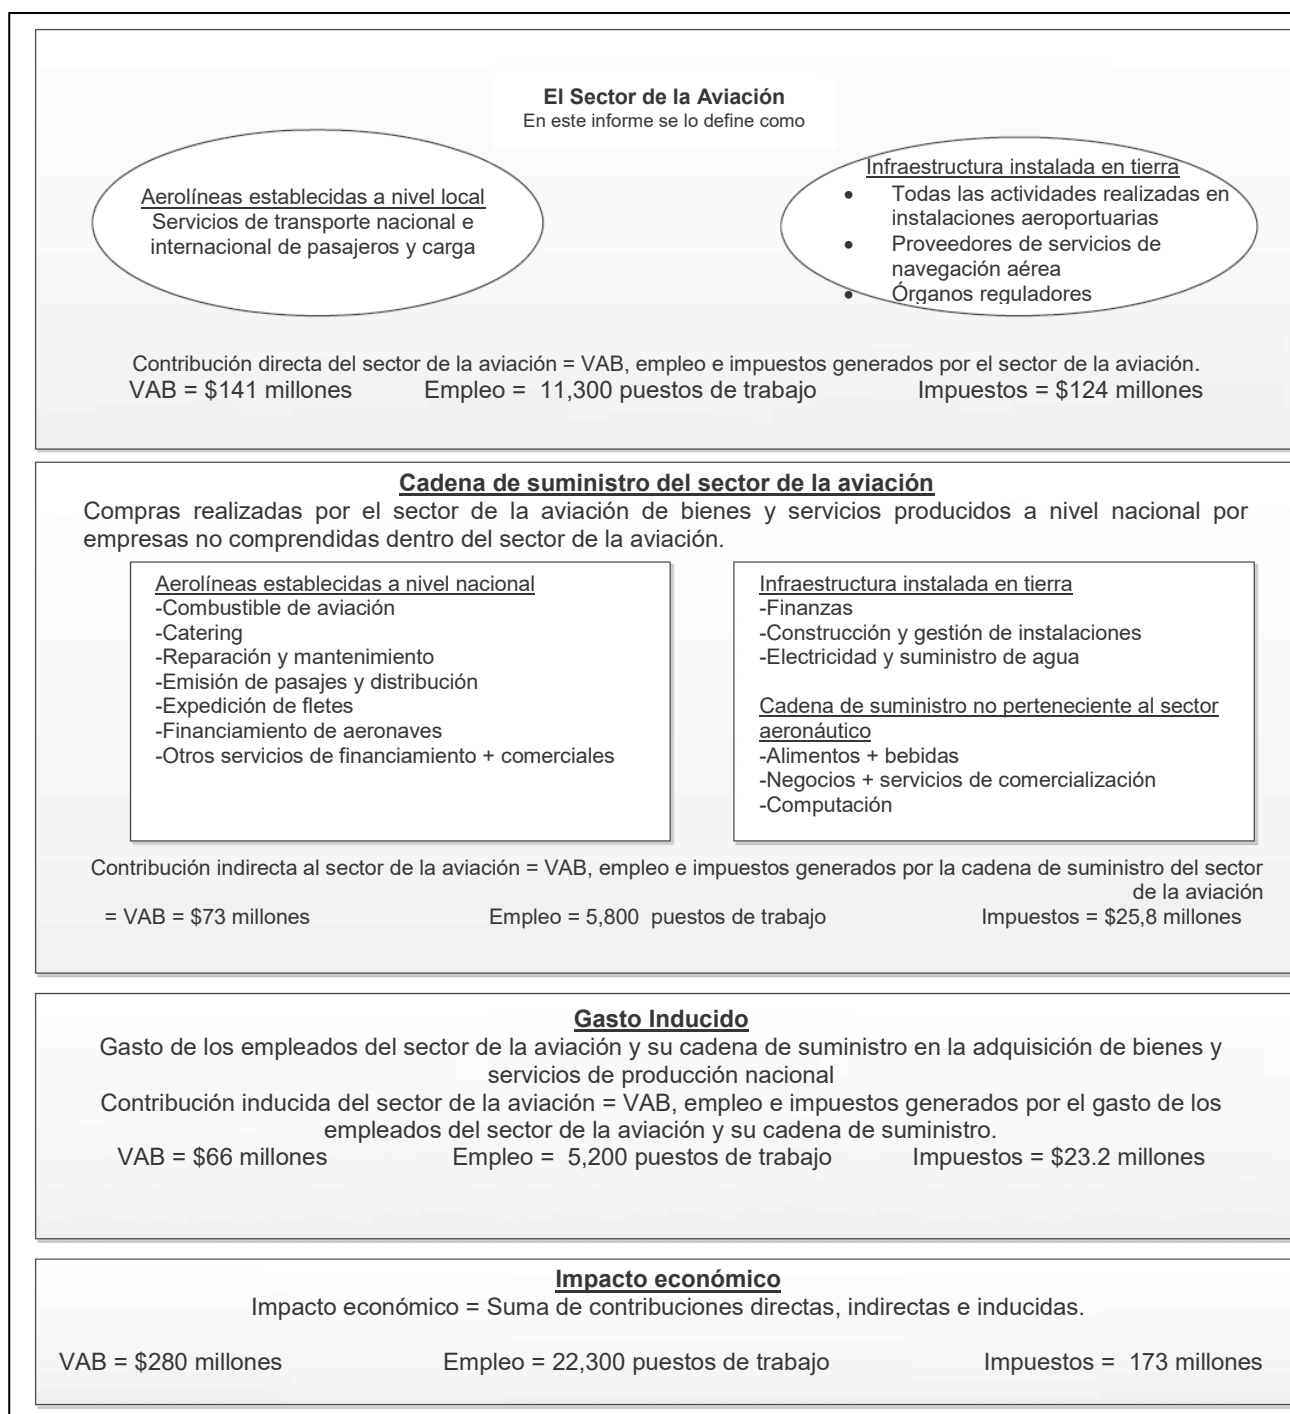 El Sector de la Aviación
En este informe se lo define como
Aerolíneas establecidas a nivel local
Servicios de transporte nacional e
internacional de pasajeros y carga
Infraestructura instalada en tierra
• Todas las actividades realizadas en
instalaciones aeroportuarias
• Proveedores de servicios de
navegación aérea
• Órganos reguladores
Contribución directa del sector de la aviación = VAB, empleo e impuestos generados por el sector de la aviación.
VAB = $141 millones Empleo = 11,300 puestos de trabajo Impuestos = $124 millones
Cadena de suministro del sector de la aviación
Compras realizadas por el sector de la aviación de bienes y servicios producidos a nivel nacional por
empresas no comprendidas dentro del sector de la aviación.
Aerolíneas establecidas a nivel nacional
-Combustible de aviación
-Catering
-Reparación y mantenimiento
-Emisión de pasajes y distribución
-Expedición de fletes
-Financiamiento de aeronaves
-Otros servicios de financiamiento + comerciales
Infraestructura instalada en tierra
-Finanzas
-Construcción y gestión de instalaciones
-Electricidad y suministro de agua
Cadena de suministro no perteneciente al sector
aeronáutico
-Alimentos + bebidas
-Negocios + servicios de comercialización
-Computación
Contribución indirecta al sector de la aviación = VAB, empleo e impuestos generados por la cadena de suministro del sector
de la aviación
= VAB = $73 millones Empleo = 5,800 puestos de trabajo Impuestos = $25,8 millones
Gasto Inducido
Gasto de los empleados del sector de la aviación y su cadena de suministro en la adquisición de bienes y
servicios de producción nacional
Contribución inducida del sector de la aviación = VAB, empleo e impuestos generados por el gasto de los
empleados del sector de la aviación y su cadena de suministro.
VAB = $66 millones Empleo = 5,200 puestos de trabajo Impuestos = $23.2 millones
Impacto económico
Impacto económico = Suma de contribuciones directas, indirectas e inducidas.
VAB = $280 millones Empleo = 22,300 puestos de trabajo Impuestos = 173 millones